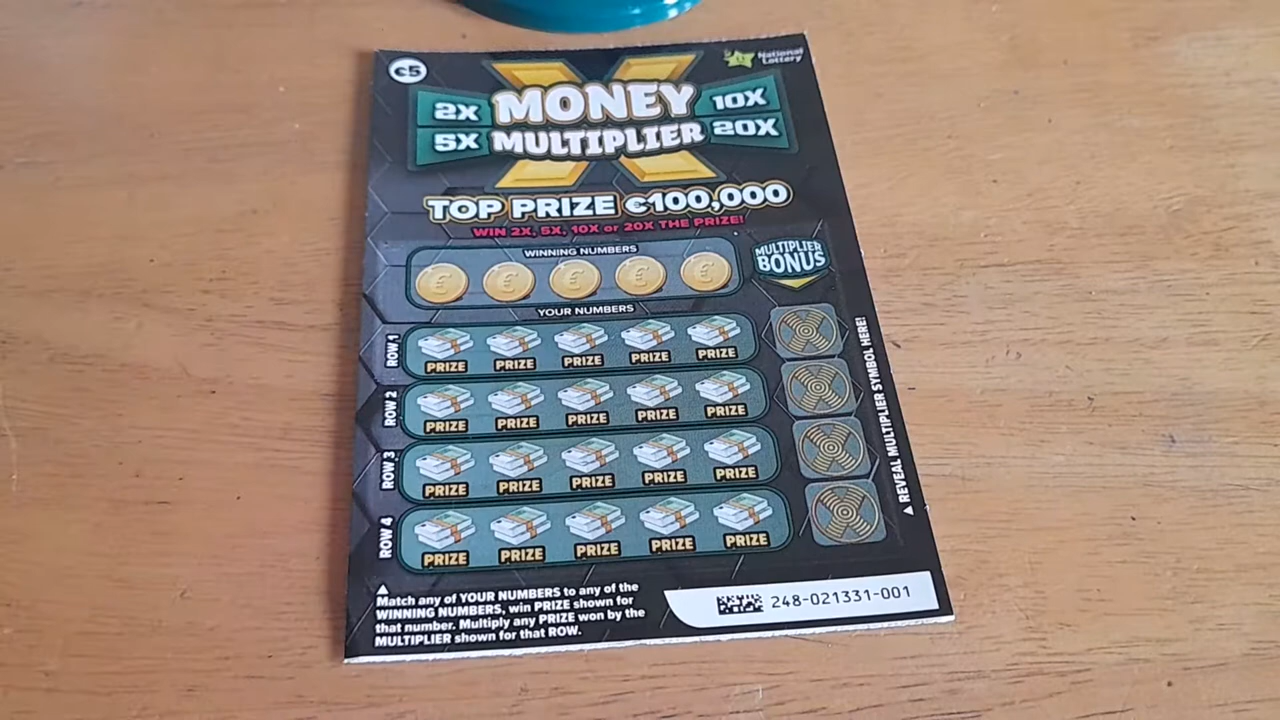 €5
National
Lottery
2X MONEY 10X
5X MULTIPLIER 20X
TOP PRIZE €100,000
WIN 2X, 5X, 10X or 20X THE PRIZE!
WINNING NUMBERS
MULTIPLIER
BONUS
YOUR NUMBERS
ROW 1
PRIZE PRIZE PRIZE PRIZE PRIZE
ROW 2
PRIZE PRIZE PRIZE PRIZE PRIZE
ROW 3
PRIZE PRIZE PRIZE PRIZE PRIZE
ROW 4
PRIZE PRIZE PRIZE PRIZE PRIZE
▲ REVEAL MULTIPLIER SYMBOL HERE!
▲
Match any of YOUR NUMBERS to any of the
WINNING NUMBERS, win PRIZE shown for
that number. Multiply any PRIZE won by the
MULTIPLIER shown for that ROW.
248-021331-001